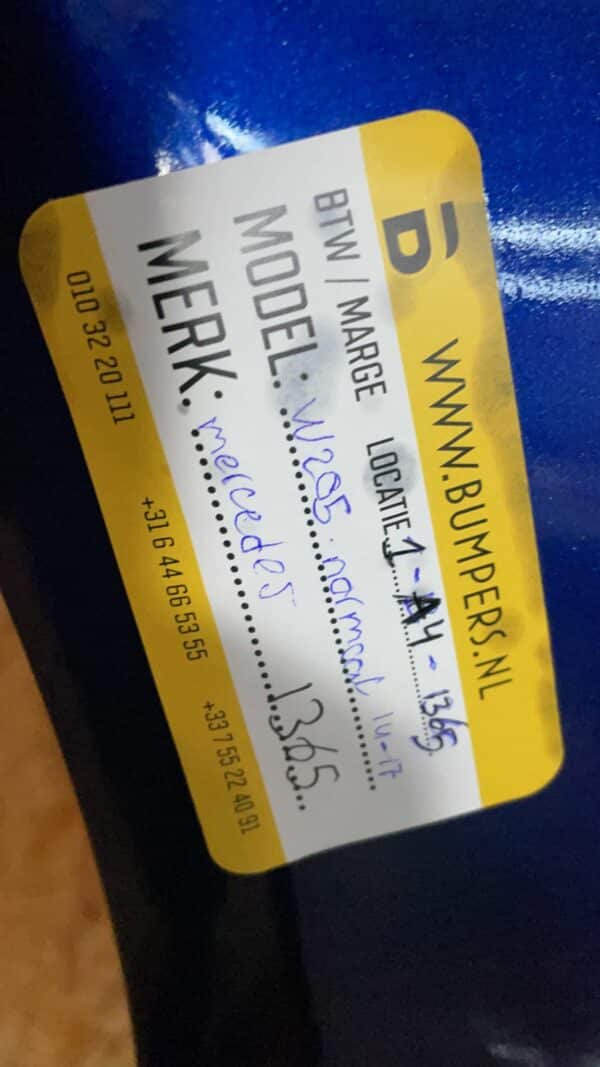 WWW.BUMPERS.NL
BTW / MARGE LOCATIE 1-A4-1365
MODEL: W205 normaal 14-17
MERK: mercedes 1365
010 32 20 111 +31 6 44 66 53 55 +33 7 55 22 40 91